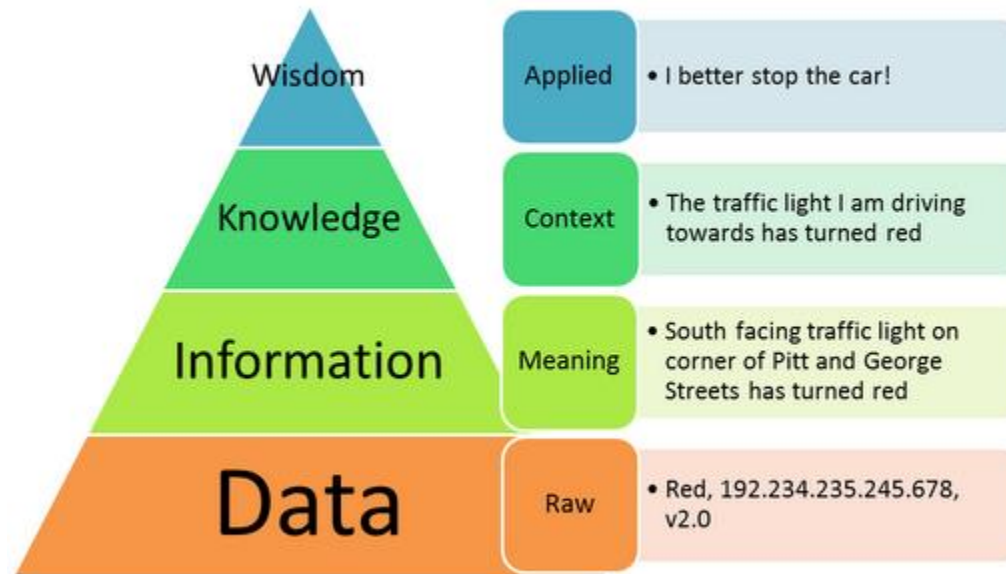 Wisdom
Applied
• I better stop the car!
Knowledge
Context
• The traffic light I am driving
towards has turned red
Information
Meaning
• South facing traffic light on
corner of Pitt and George
Streets has turned red
Data
Raw
• Red, 192.234.235.245.678,
v2.0